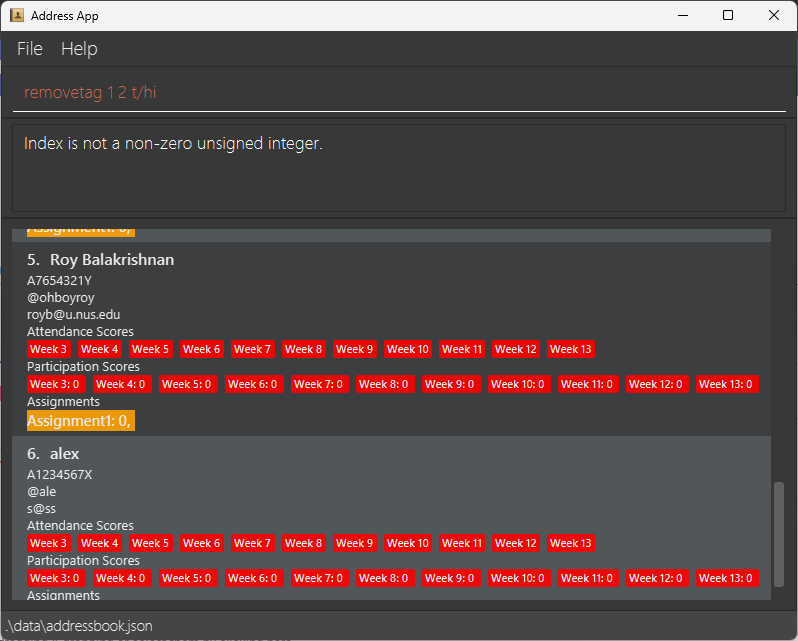 Address App
File Help
removetag 1 2 t/hi
Index is not a non-zero unsigned integer.
Assignment1: 0,
5. Roy Balakrishnan
A7654321Y
@ohboyroy
royb@u.nus.edu
Attendance Scores
Week 3 Week 4 Week 5 Week 6 Week 7 Week 8 Week 9 Week 10 Week 11 Week 12 Week 13
Participation Scores
Week 3: 0 Week 4: 0 Week 5: 0 Week 6: 0 Week 7: 0 Week 8: 0 Week 9: 0 Week 10: 0 Week 11: 0 Week 12: 0 Week 13: 0
Assignments
Assignment1: 0,
6. alex
A1234567X
@ale
s@ss
Attendance Scores
Week 3 Week 4 Week 5 Week 6 Week 7 Week 8 Week 9 Week 10 Week 11 Week 12 Week 13
Participation Scores
Week 3: 0 Week 4: 0 Week 5: 0 Week 6: 0 Week 7: 0 Week 8: 0 Week 9: 0 Week 10: 0 Week 11: 0 Week 12: 0 Week 13: 0
Assignments
.\data\addressbook.json